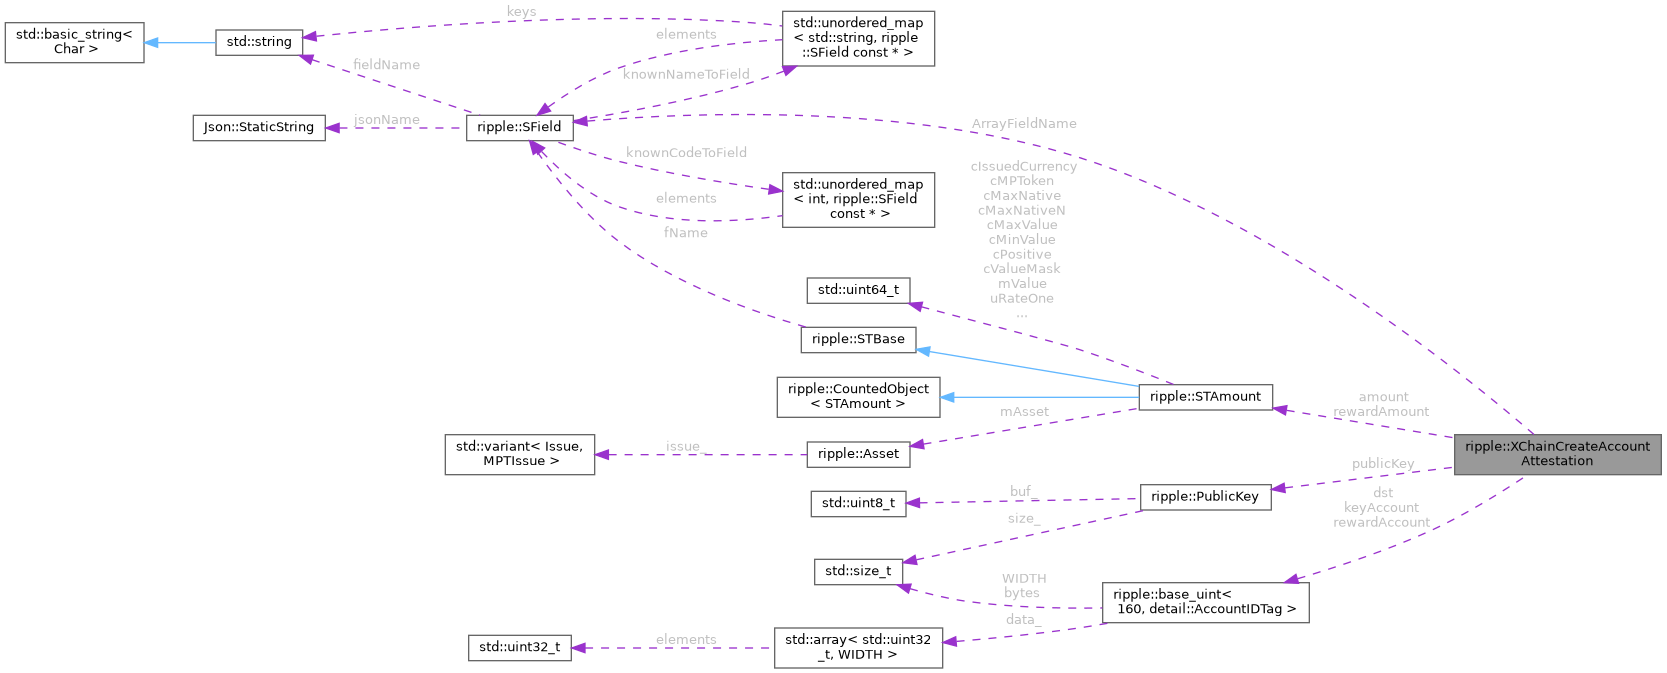 keys
std::unordered_map
< std::string, ripple
::SField const * >
std::basic_string<
Char >
std::string
elements
fieldName
knownNameToField
Json::StaticString
jsonName
ripple::SField
ArrayFieldName
knownCodeToField
std::unordered_map
< int, ripple::SField
const * >
elements
fName
cIssuedCurrency
cMPToken
cMaxNative
cMaxNativeN
cMaxValue
cMinValue
cPositive
cValueMask
mValue
uRateOne
...
std::uint64_t
ripple::STBase
ripple::CountedObject
< STAmount >
ripple::STAmount
mAsset
amount
rewardAmount
std::variant< Issue,
MPTIssue >
issue_
ripple::Asset
ripple::XChainCreateAccount
Attestation
publicKey
std::uint8_t
buf_
ripple::PublicKey
size_
dst
keyAccount
rewardAccount
std::size_t
WIDTH
bytes
ripple::base_uint<
160, detail::AccountIDTag >
data_
std::uint32_t
elements
std::array< std::uint32
_t, WIDTH >